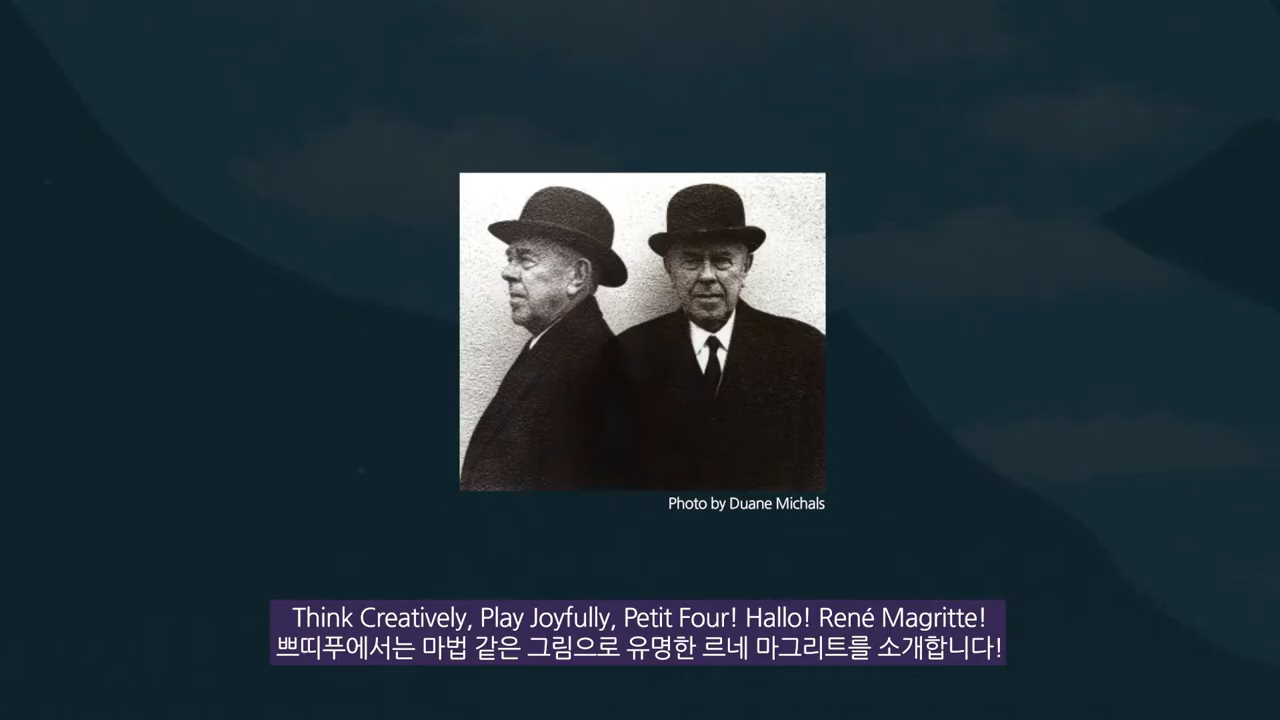 Photo by Duane Michals
Think Creatively, Play Joyfully, Petit Four! Hallo! René Magritte!
쁘띠푸에서는 마법 같은 그림으로 유명한 르네 마그리트를 소개합니다!